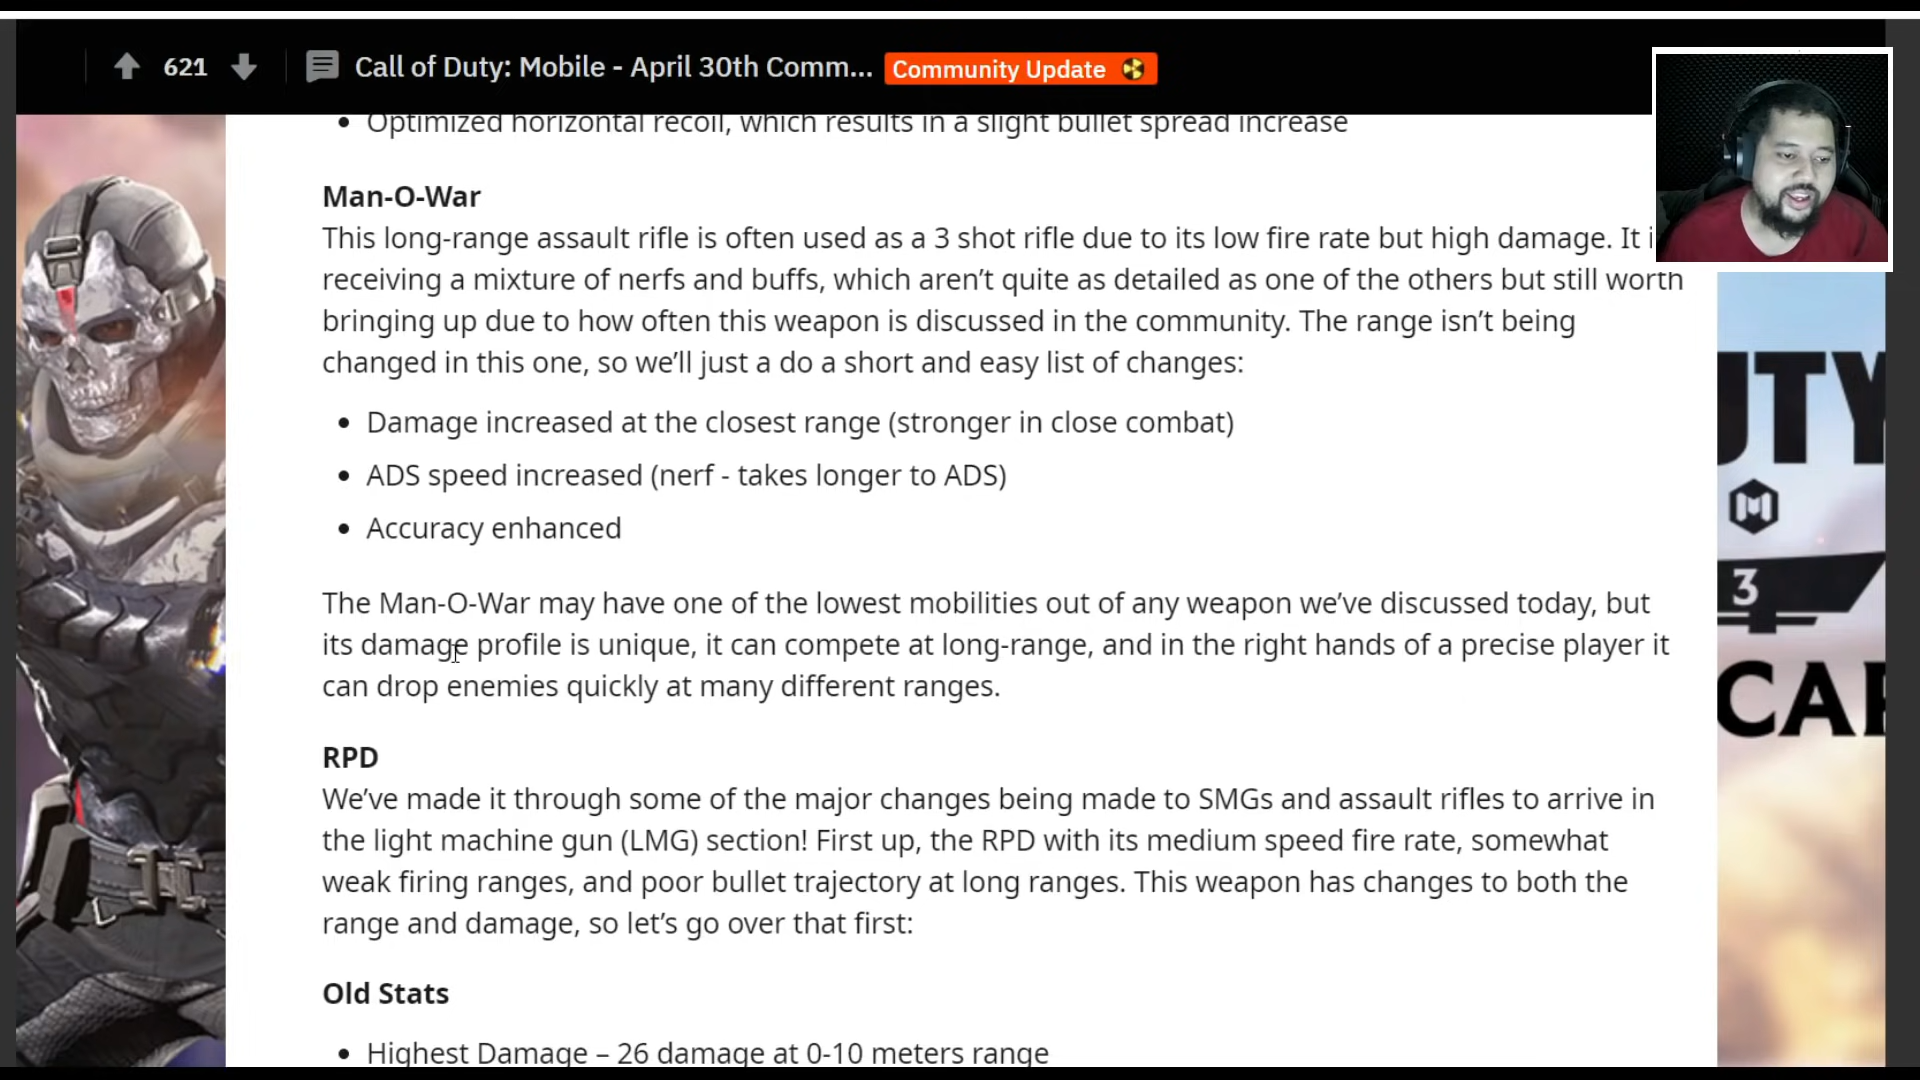 621
Call of Duty: Mobile - April 30th Comm...
Community Update
Optimized horizontal recoil, which results in a slight bullet spread increase
Man-O-War
This long-range assault rifle is often used as a 3 shot rifle due to its low fire rate but high damage. It i
receiving a mixture of nerfs and buffs, which aren’t quite as detailed as one of the others but still worth
bringing up due to how often this weapon is discussed in the community. The range isn’t being
changed in this one, so we’ll just a do a short and easy list of changes:
Damage increased at the closest range (stronger in close combat)
ADS speed increased (nerf - takes longer to ADS)
Accuracy enhanced
The Man-O-War may have one of the lowest mobilities out of any weapon we’ve discussed today, but
its damage profile is unique, it can compete at long-range, and in the right hands of a precise player it
can drop enemies quickly at many different ranges.
RPD
We’ve made it through some of the major changes being made to SMGs and assault rifles to arrive in
the light machine gun (LMG) section! First up, the RPD with its medium speed fire rate, somewhat
weak firing ranges, and poor bullet trajectory at long ranges. This weapon has changes to both the
range and damage, so let’s go over that first:
Old Stats
Highest Damage – 26 damage at 0-10 meters range
UTY
3
CAP